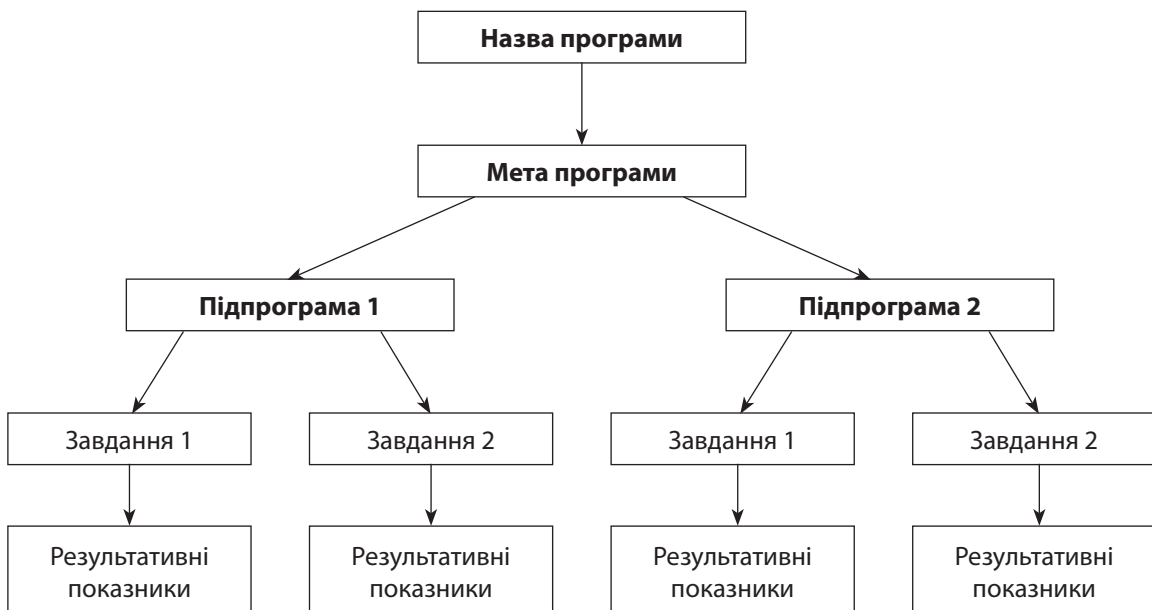 Назва програми
Мета програми
Підпрограма 1
Підпрограма 2
Завдання 1
Завдання 2
Завдання 1
Завдання 2
Результативні
показники
Результативні
показники
Результативні
показники
Результативні
показники